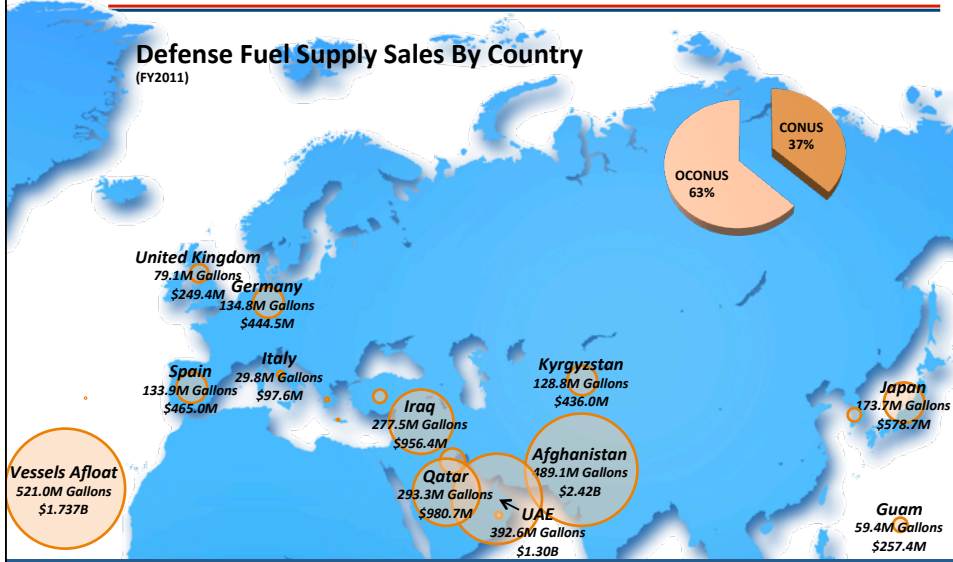 Defense Fuel Supply Sales By Country
(FY2011)
CONUS
37%
OCONUS
63%
United Kingdom
79.1M Gallons
$249.4M
Germany
134.8M Gallons
$444.5M
Italy
29.8M Gallons
$97.6M
Spain
133.9M Gallons
$465.0M
Kyrgyzstan
128.8M Gallons
$436.0M
Japan
173.7M Gallons
$578.7M
Iraq
277.5M Gallons
$956.4M
Afghanistan
489.1M Gallons
$2.42B
Vessels Afloat
521.0M Gallons
$1.737B
Qatar
293.3M Gallons
$980.7M
UAE
392.6M Gallons
$1.30B
Guam
59.4M Gallons
$257.4M